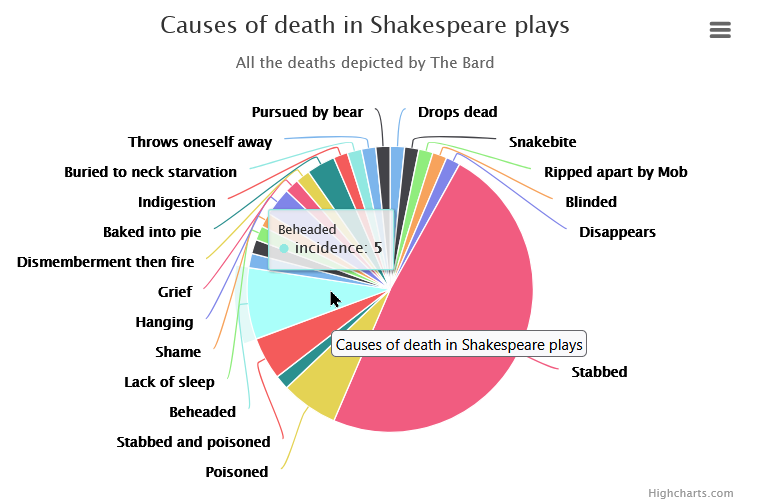 Causes of death in Shakespeare plays
All the deaths depicted by The Bard
Pursued by bear
Drops dead
Throws oneself away
Snakebite
Buried to neck starvation
Ripped apart by Mob
Indigestion
Blinded
Baked into pie
Disappears
Beheaded
incidence: 5
Dismemberment then fire
Grief
Hanging
Causes of death in Shakespeare plays
Shame
Stabbed
Lack of sleep
Beheaded
Stabbed and poisoned
Poisoned
Highcharts.com